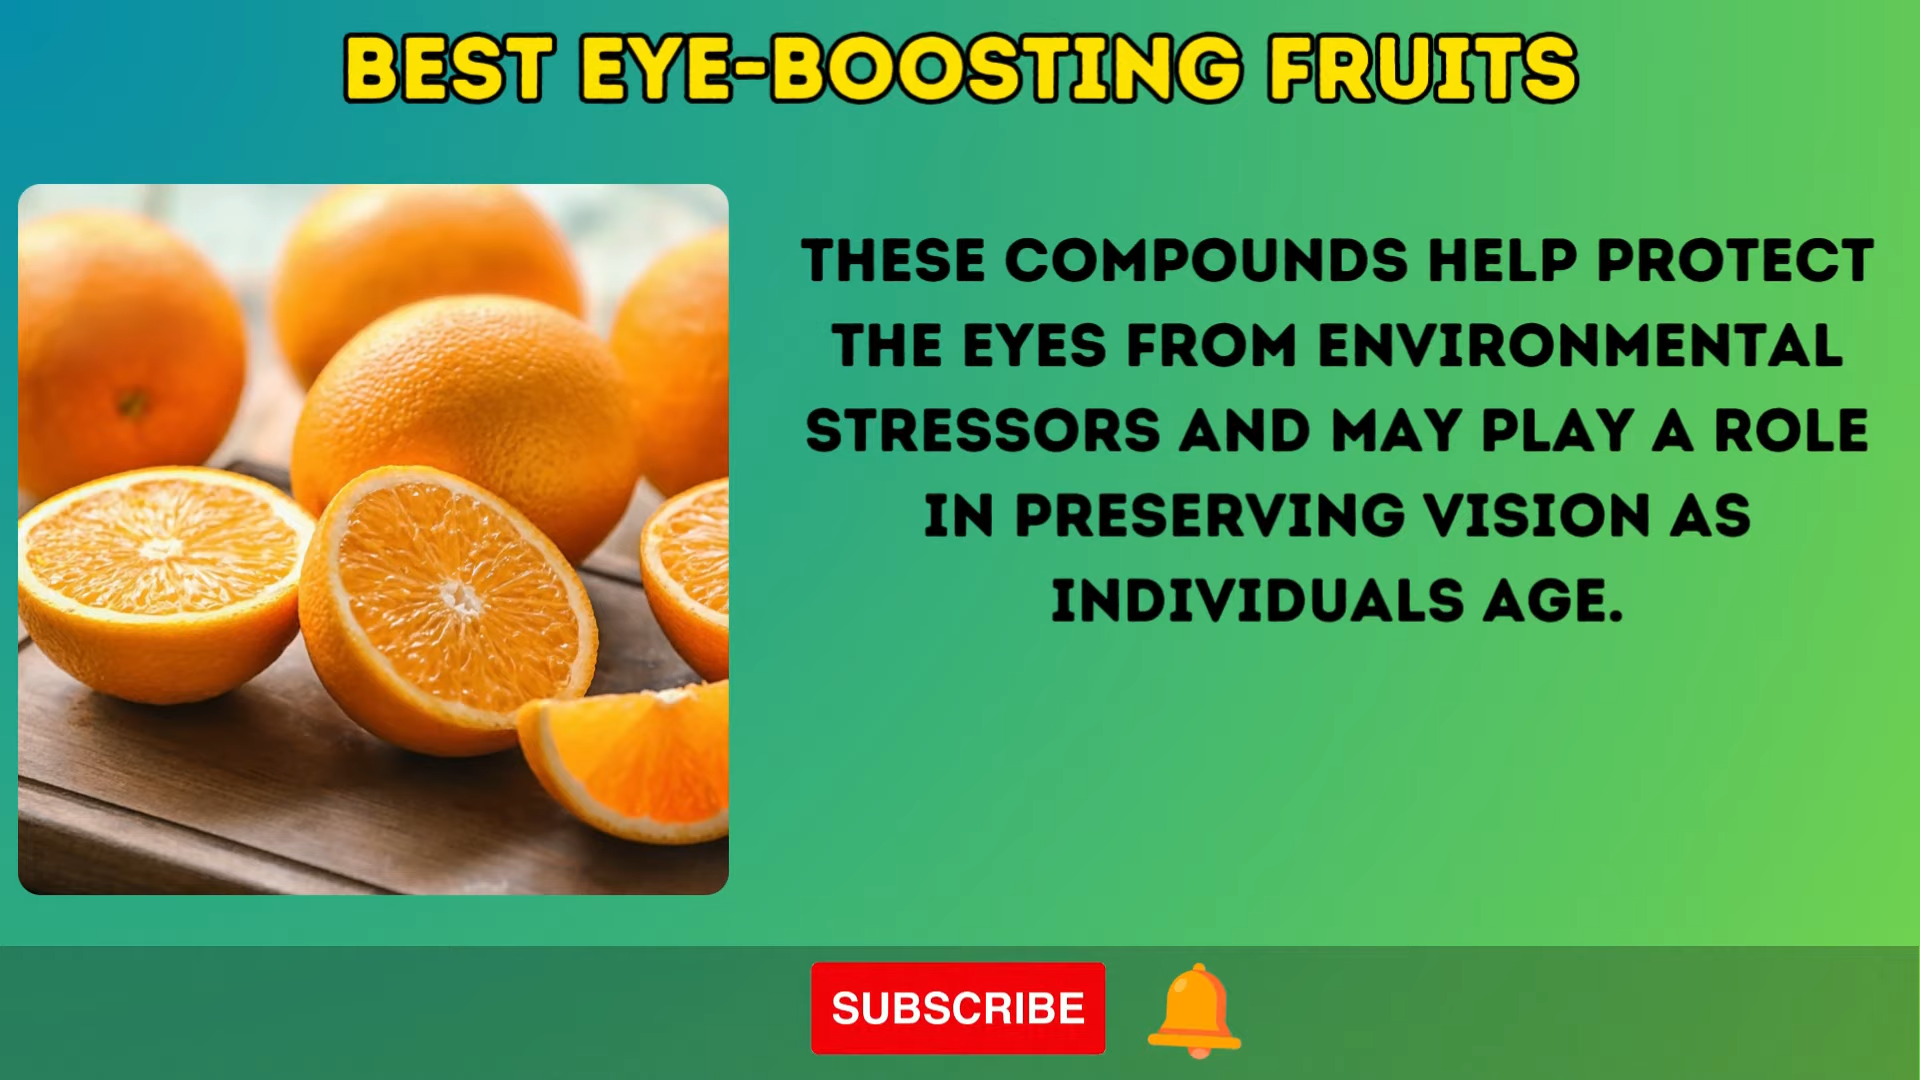 BEST EYE-BOOSTING FRUITS
THESE COMPOUNDS HELP PROTECT
THE EYES FROM ENVIRONMENTAL
STRESSORS AND MAY PLAY A ROLE
IN PRESERVING VISION AS
INDIVIDUALS AGE.
SUBSCRIBE